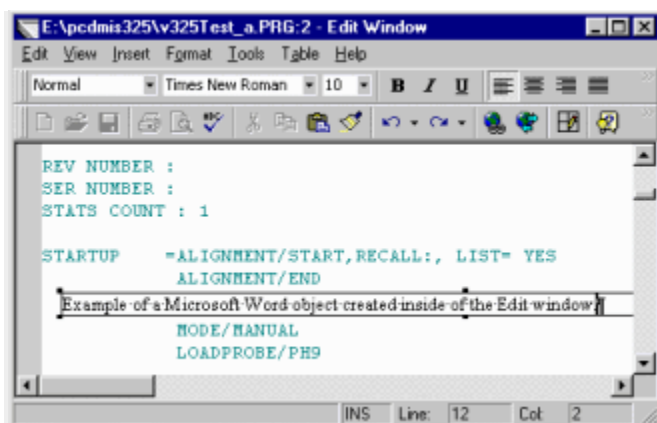 E:\pcdmis325\v325Test_a.PRG:2 - Edit Window
Edit View Insert Format Tools Table Help
Normal Times New Roman 10 B I U
REV NUMBER :
SER NUMBER :
STATS COUNT : 1
STARTUP =ALIGNMENT/START,RECALL:, LIST= YES
ALIGNMENT/END
Example of a Microsoft Word object created inside of the Edit window¶
MODE/MANUAL
LOADPROBE/PH9
INS Line: 12 Col: 2